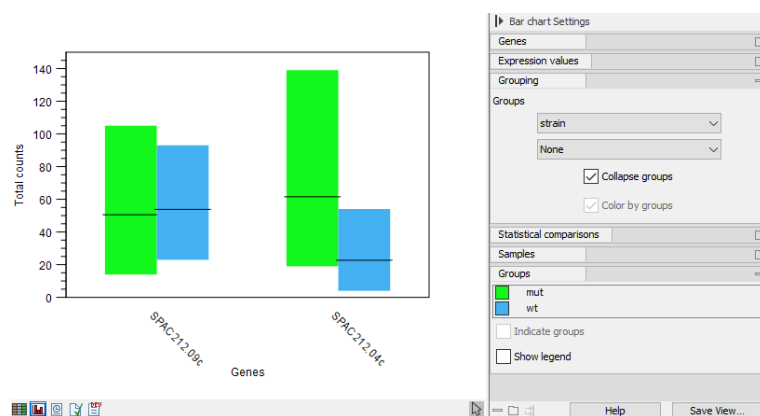 Bar chart Settings
Genes
Expression values
Grouping
Groups
strain
None
Collapse groups
Color by groups
Statistical comparisons
Samples
Groups
mut
wt
Indicate groups
Show legend
Help
Save View...
Total counts
140
120
100
80
60
40
20
0
SPAC212.09c
SPAC212.04c
Genes